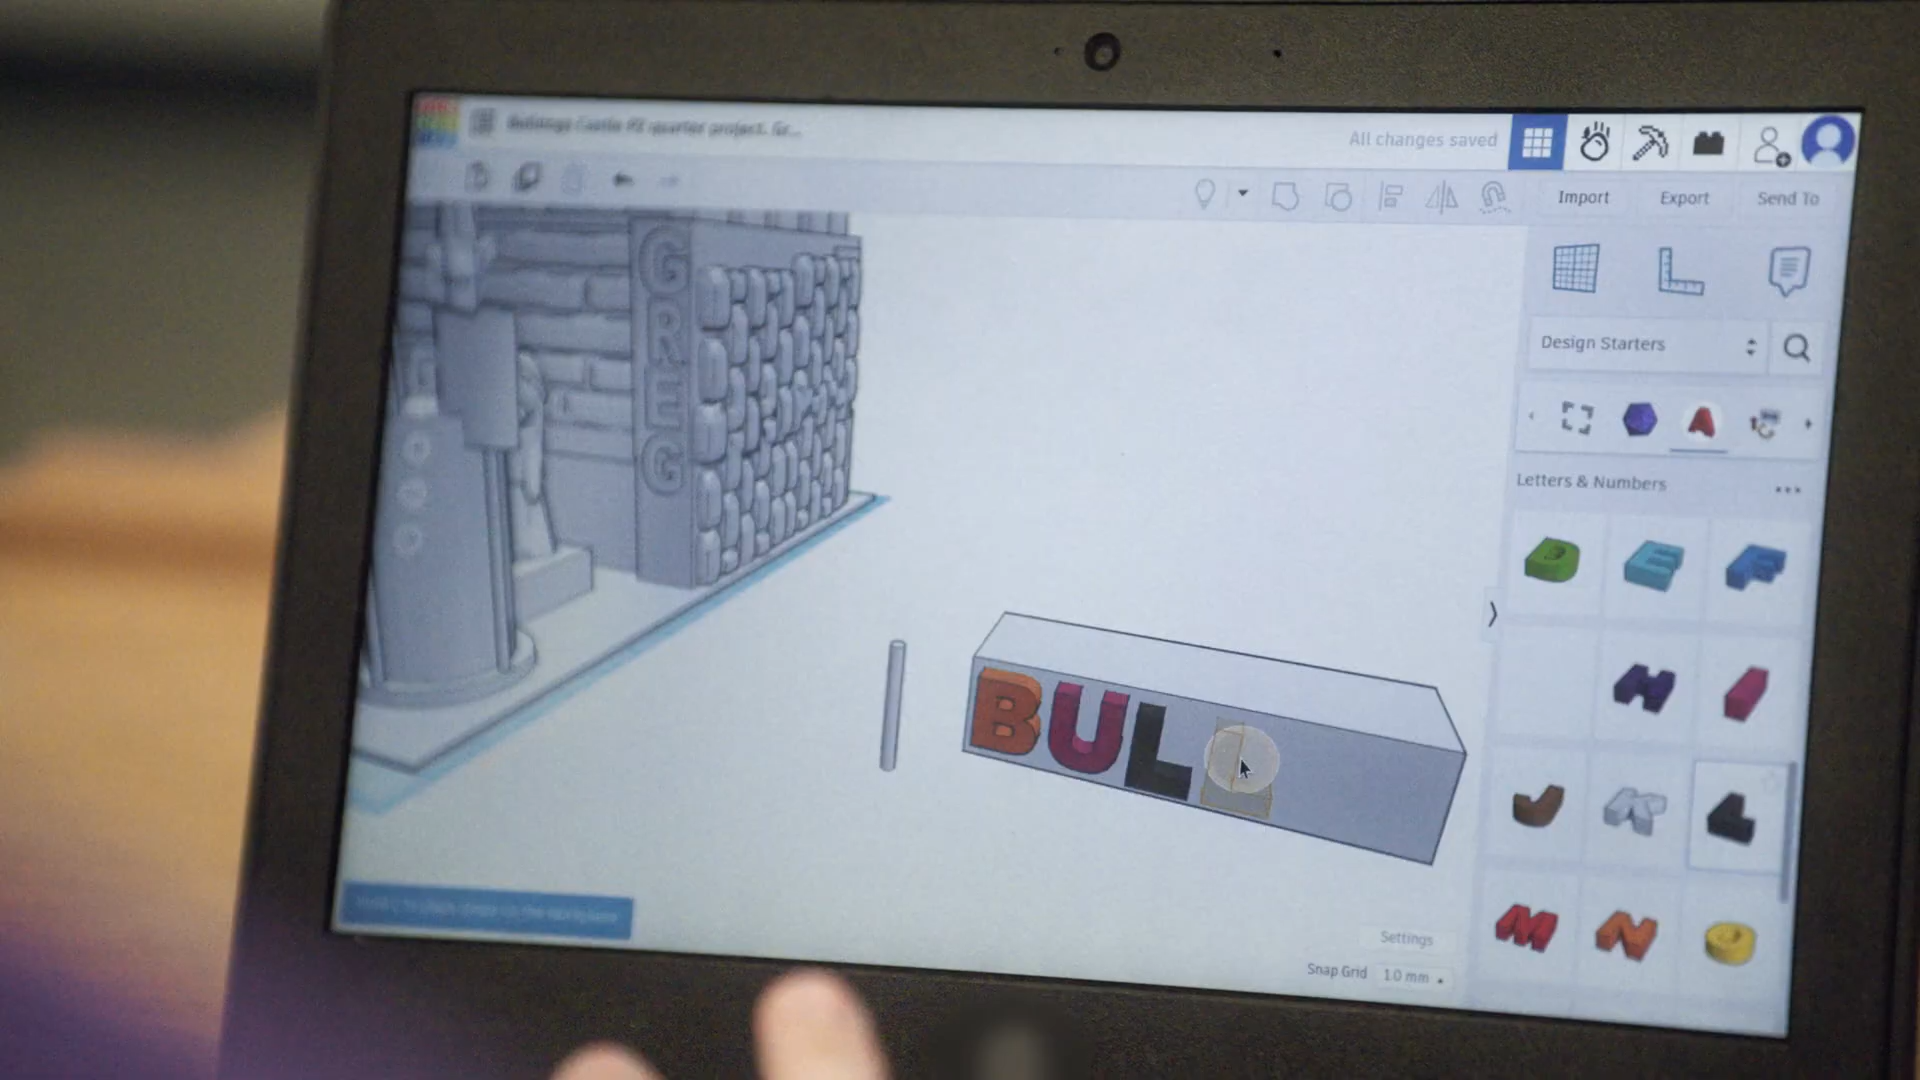 All changes saved
Import Export Send To
GREG
Design Starters
Letters & Numbers
BUL
Settings
Snap Grid 1.0 mm